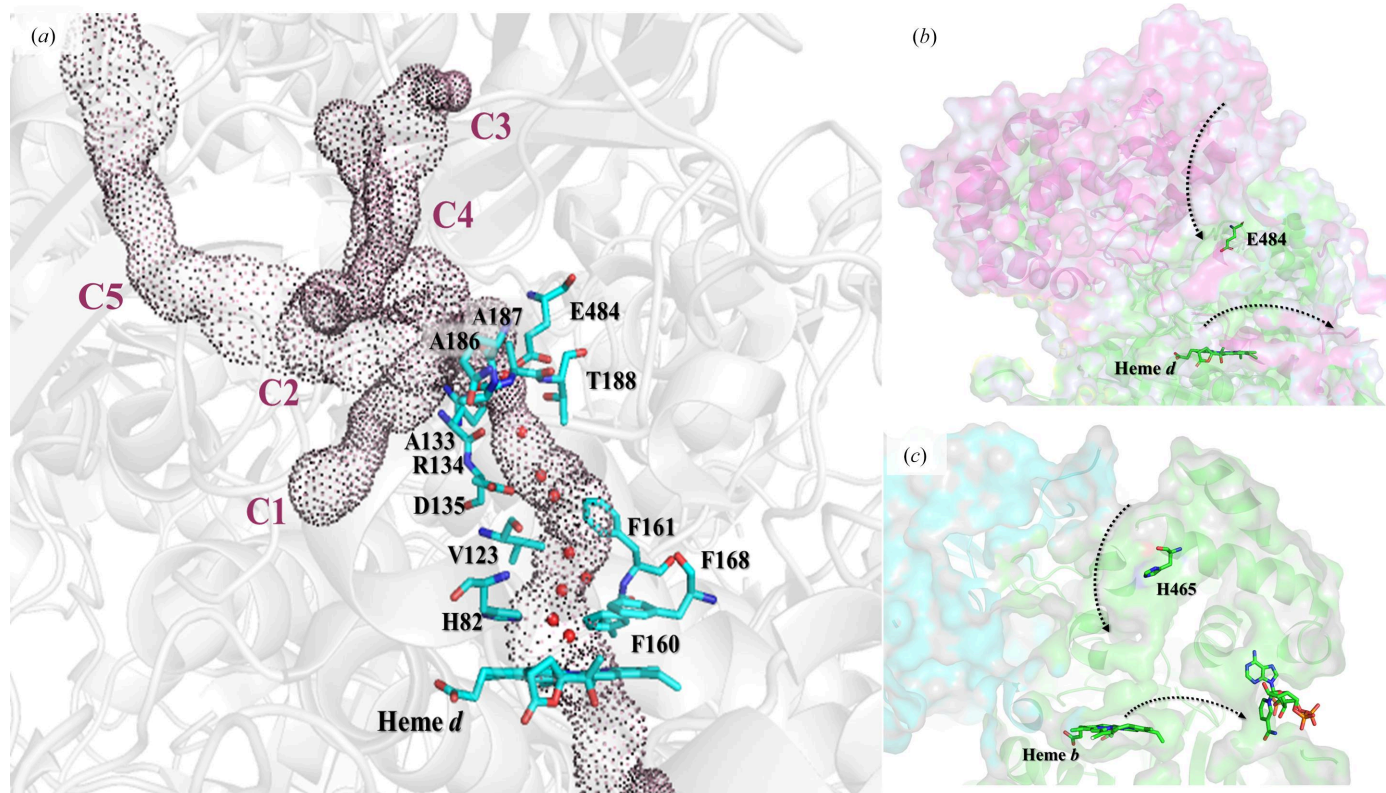 (a)
C3
C4
C5
C2
C1
A187
A186
E484
T188
A133
R134
D135
F161
V123
F168
H82
F160
Heme d
(b)
E484
Heme d
(c)
H465
Heme b